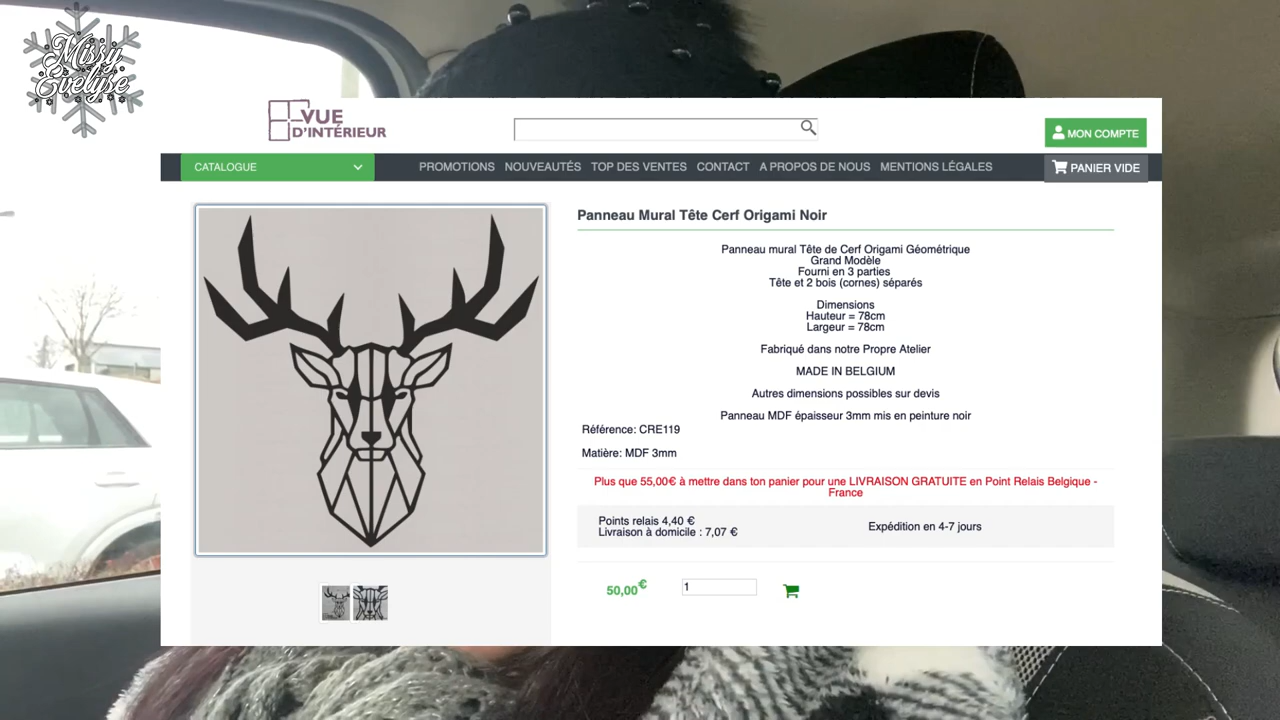 Missy
Evelyse
VUE
D'INTÉRIEUR
MON COMPTE
CATALOGUE
PROMOTIONS NOUVEAUTÉS TOP DES VENTES CONTACT A PROPOS DE NOUS MENTIONS LÉGALES
PANIER VIDE
Panneau Mural Tête Cerf Origami Noir
Panneau mural Tête de Cerf Origami Géométrique
Grand Modèle
Fourni en 3 parties
Tête et 2 bois (cornes) séparés
Dimensions
Hauteur = 78cm
Largeur = 78cm
Fabriqué dans notre Propre Atelier
MADE IN BELGIUM
Autres dimensions possibles sur devis
Panneau MDF épaisseur 3mm mis en peinture noir
Référence: CRE119
Matière: MDF 3mm
Plus que 55,00€ à mettre dans ton panier pour une LIVRAISON GRATUITE en Point Relais Belgique -
France
Points relais 4,40 €
Livraison à domicile : 7,07 €
Expédition en 4-7 jours
50,00€
1